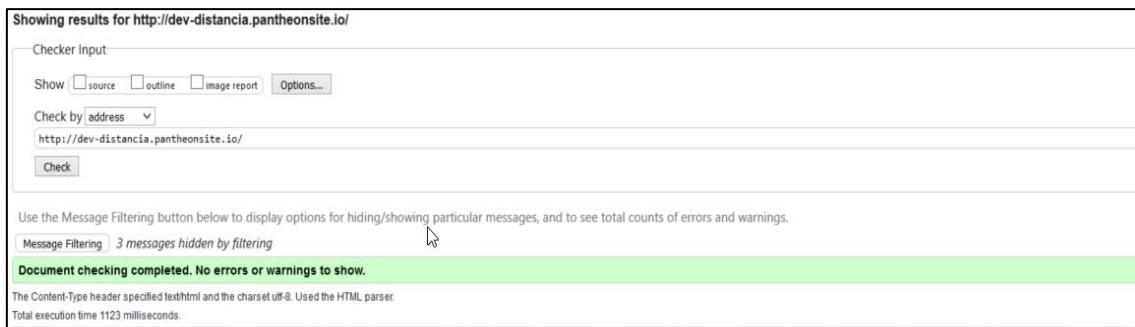 Showing results for http://dev-distancia.pantheonsite.io/
Checker Input
Show source outline image report Options...
Check by address
http://dev-distancia.pantheonsite.io/
Check
Use the Message Filtering button below to display options for hiding/showing particular messages, and to see total counts of errors and warnings.
Message Filtering 3 messages hidden by filtering
Document checking completed. No errors or warnings to show.
The Content-Type header specified text/html and the charset utf-8. Used the HTML parser.
Total execution time 1123 milliseconds.